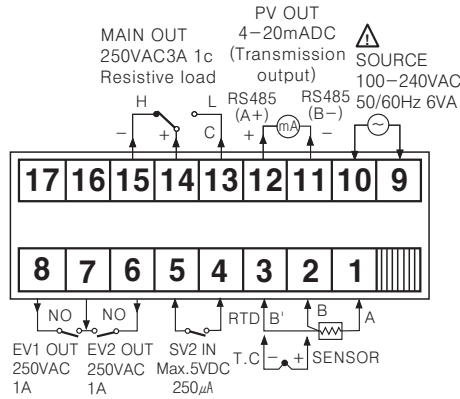 MAIN OUT
250VAC3A 1c
Resistive load
PV OUT
4-20mADC
(Transmission
output)
⚠
SOURCE
100-240VAC
50/60Hz 6VA
H
L
C
- +
RS485
(A+)
+
mA
RS485
(B-)
-
~
17 16 15 14 13 12 11 10 9
8 7 6 5 4 3 2 1
NO NO
EV1 OUT
250VAC
1A
EV2 OUT
250VAC
1A
SV2 IN
Max.5VDC
250µA
RTD B' B A
T.C - + SENSOR